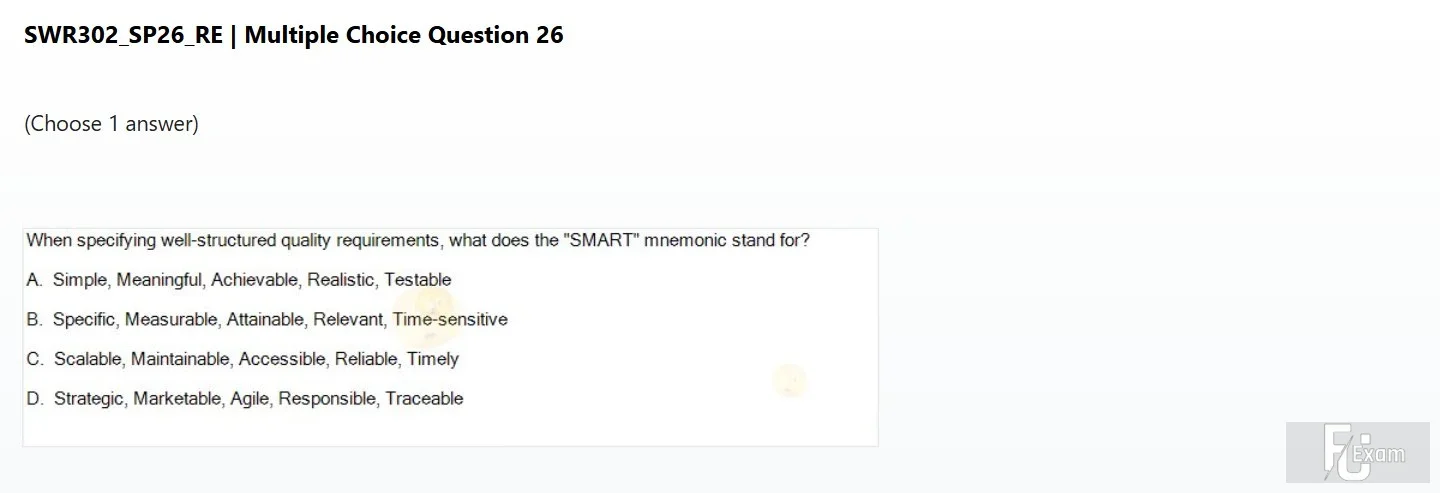 SWR302_SP26_RE | Multiple Choice Question 26
(Choose 1 answer)
When specifying well-structured quality requirements, what does the "SMART" mnemonic stand for?
A. Simple, Meaningful, Achievable, Realistic, Testable
B. Specific, Measurable, Attainable, Relevant, Time-sensitive
C. Scalable, Maintainable, Accessible, Reliable, Timely
D. Strategic, Marketable, Agile, Responsible, Traceable
Exam